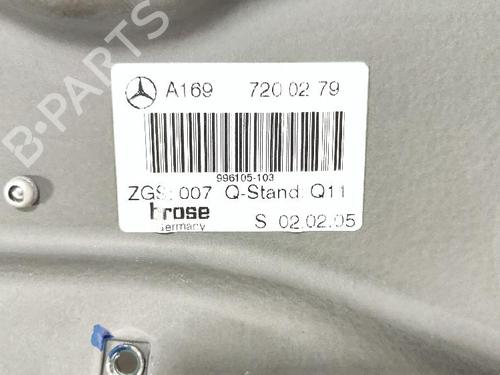 A169 720 02 79
996105-103
ZGS: 007 Q-Stand: Q11
brose
Germany
S 02.02.05
B-PARTS